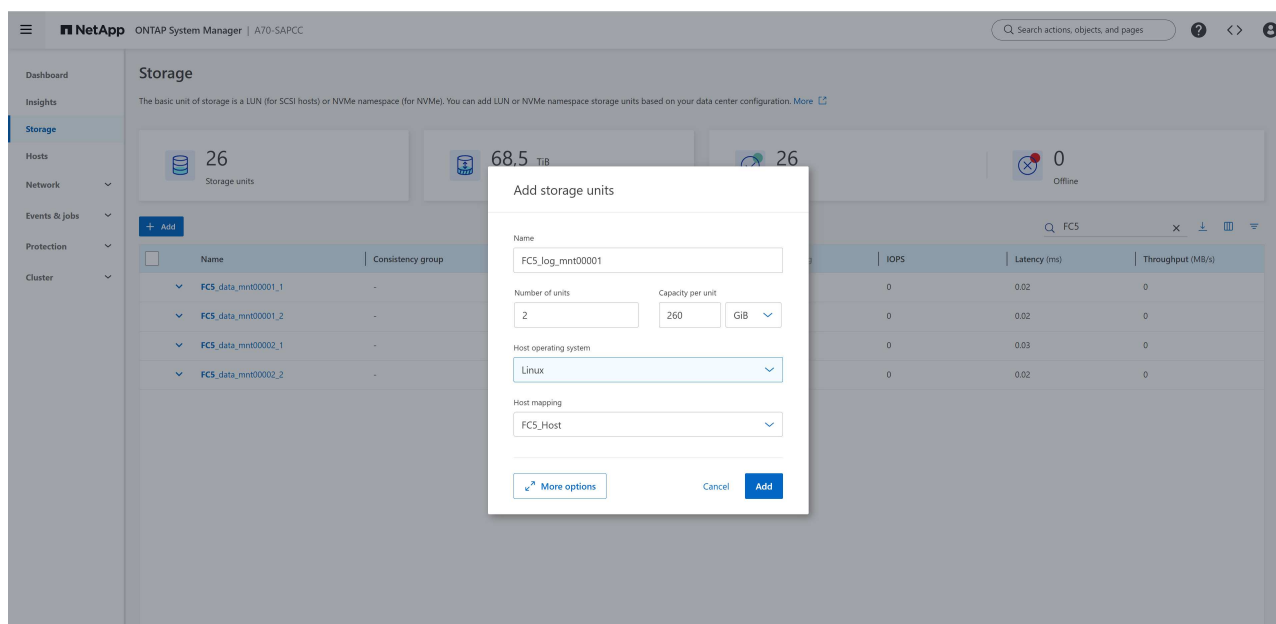 NetApp ONTAP System Manager | A70-SAPCC
Search actions, objects, and pages
Dashboard
Insights
Storage
Hosts
Network
Events & jobs
Protection
Cluster
Storage
The basic unit of storage is a LUN (for SCSI hosts) or NVMe namespace (for NVMe). You can add LUN or NVMe namespace storage units based on your data center configuration. More
26
Storage units
68,5 TiB
26
0
Offline
+ Add
FC5
Name Consistency group IOPS Latency (ms) Throughput (MB/s)
FC5_data_mnt00001_1 - 0 0.02 0
FC5_data_mnt00001_2 - 0 0.02 0
FC5_data_mnt00002_1 - 0 0.03 0
FC5_data_mnt00002_2 - 0 0.02 0
Add storage units
Name
FC5_log_mnt00001
Number of units Capacity per unit
2 260 GiB
Host operating system
Linux
Host mapping
FC5_Host
More options Cancel Add